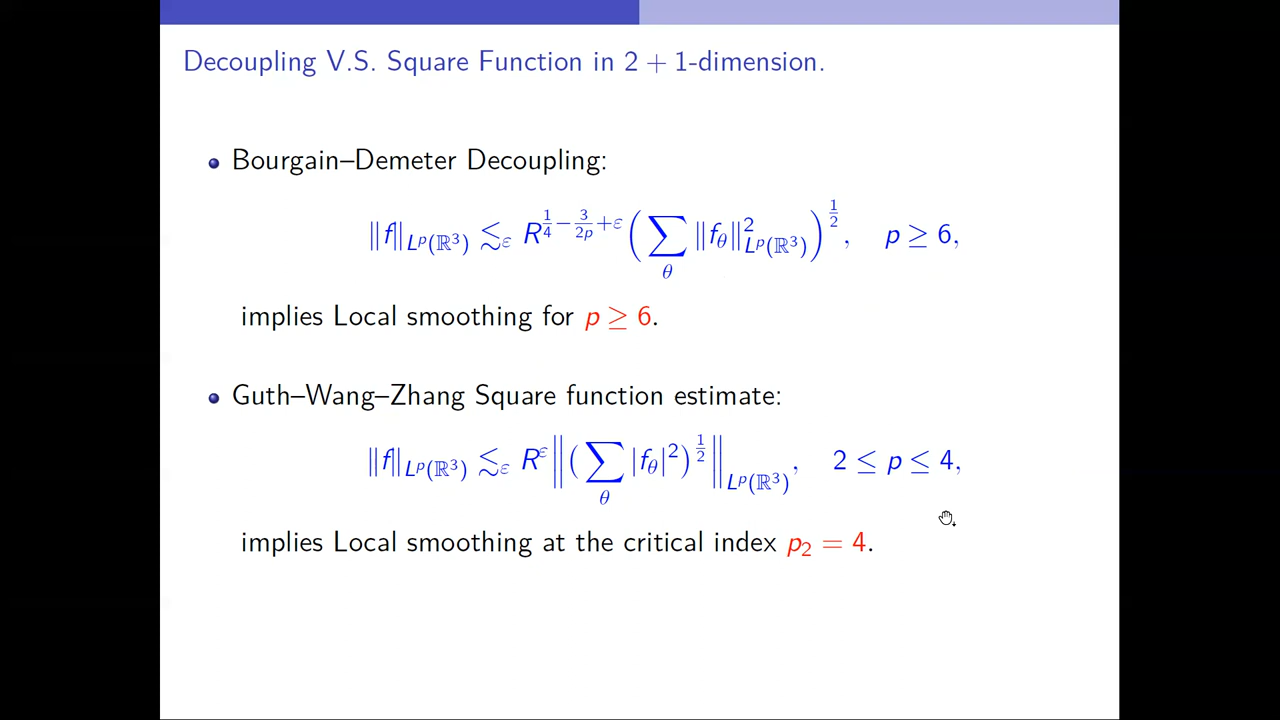 Decoupling V.S. Square Function in 2 + 1-dimension.
Bourgain–Demeter Decoupling:
‖f‖_{L^p(ℝ^3)} ≲_ε R^{1/4 − 3/2p + ε} ( ∑_θ ‖f_θ‖^2_{L^p(ℝ^3)} )^{1/2}, p ≥ 6,
implies Local smoothing for p ≥ 6.
Guth–Wang–Zhang Square function estimate:
‖f‖_{L^p(ℝ^3)} ≲_ε R^ε ‖ ( ∑_θ |f_θ|^2 )^{1/2} ‖_{L^p(ℝ^3)}, 2 ≤ p ≤ 4,
implies Local smoothing at the critical index p_2 = 4.